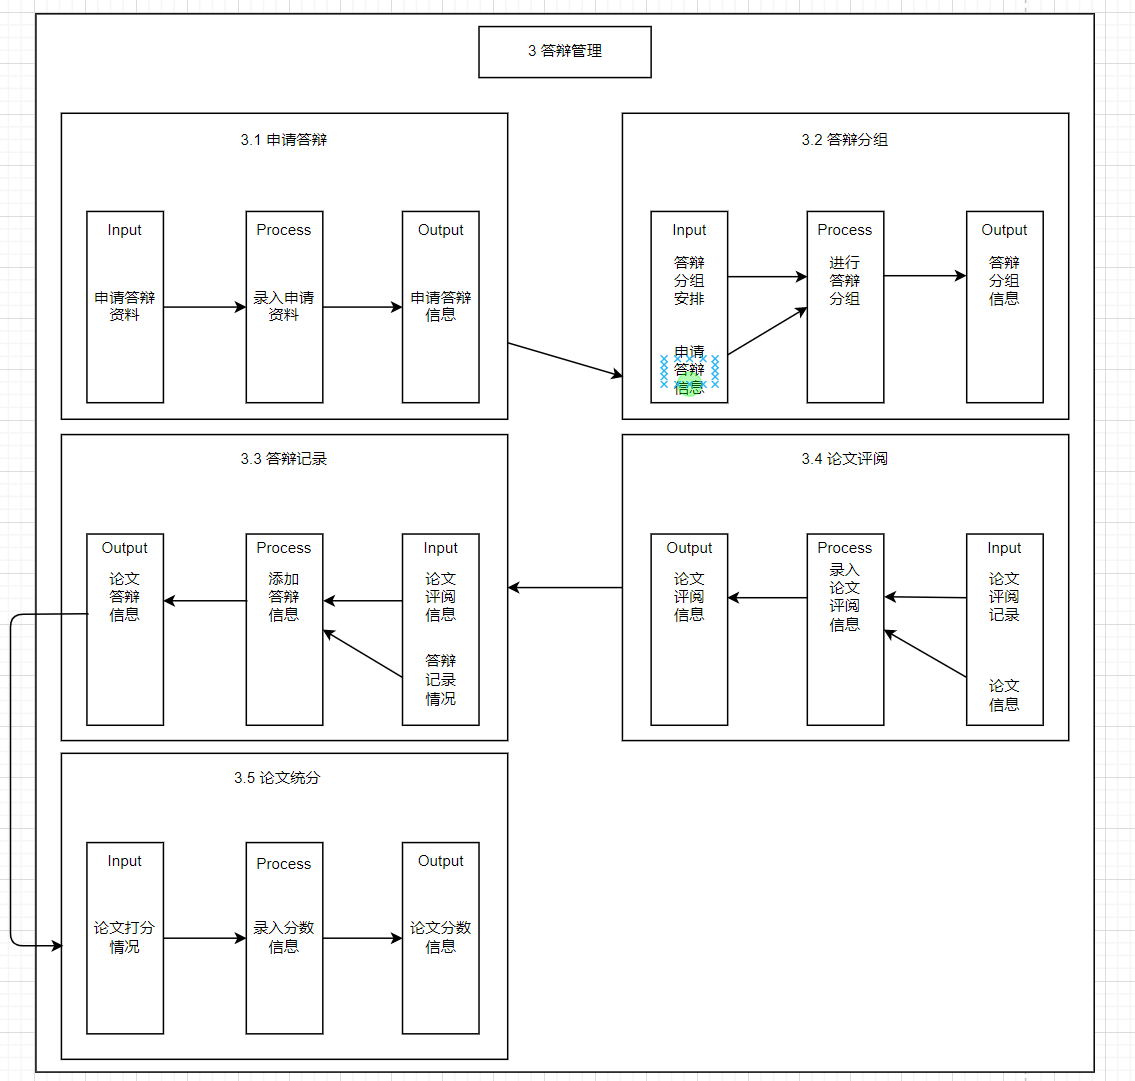 3 答辩管理
3.1 申请答辩
Input
申请答辩
资料
Process
录入申请
资料
Output
申请答辩
信息
3.2 答辩分组
Input
答辩
分组
安排
申请
答辩
信息
Process
进行
答辩
分组
Output
答辩
分组
信息
3.3 答辩记录
Output
论文
答辩
信息
Process
添加
答辩
信息
Input
论文
评阅
信息
答辩
记录
情况
3.4 论文评阅
Output
论文
评阅
信息
Process
录入
论文
评阅
信息
Input
论文
评阅
记录
论文
信息
3.5 论文统分
Input
论文打分
情况
Process
录入分数
信息
Output
论文分数
信息